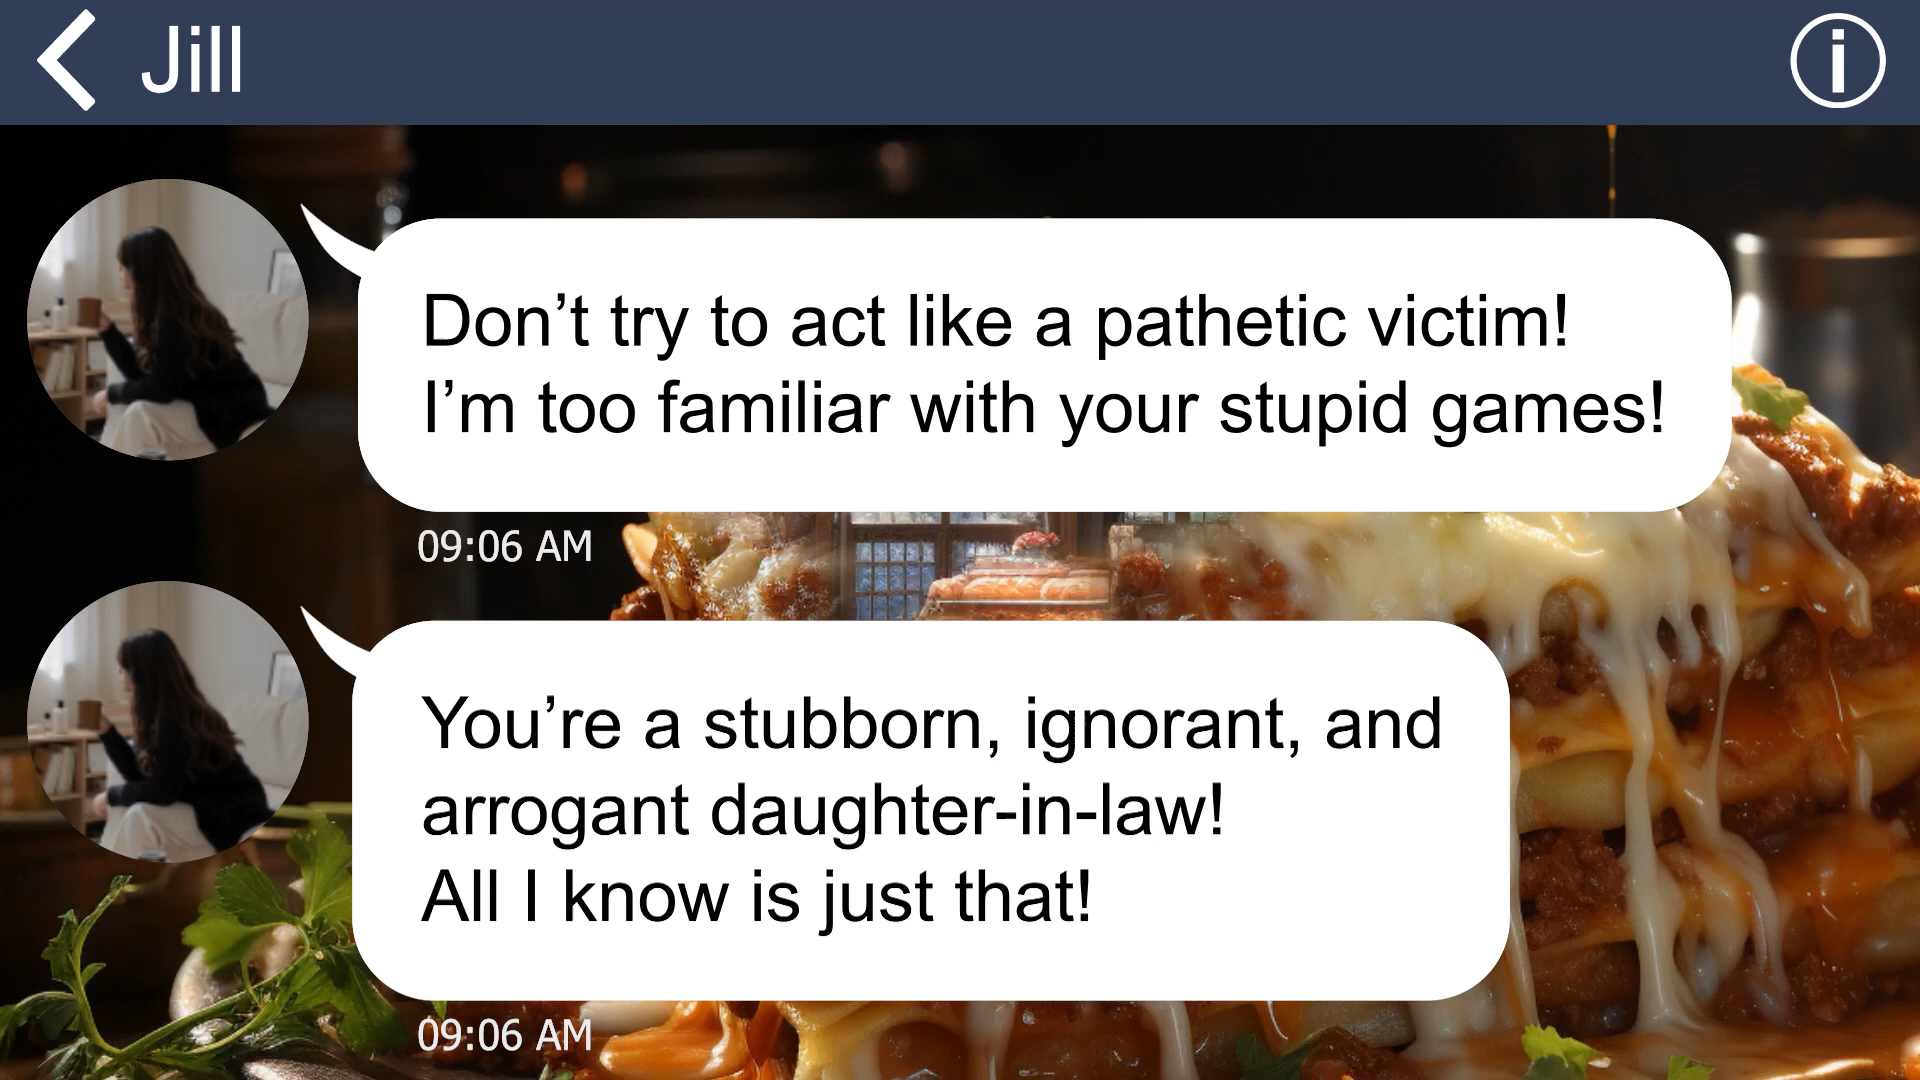 Jill
Don’t try to act like a pathetic victim!
I’m too familiar with your stupid games!
09:06 AM
You’re a stubborn, ignorant, and
arrogant daughter-in-law!
All I know is just that!
09:06 AM